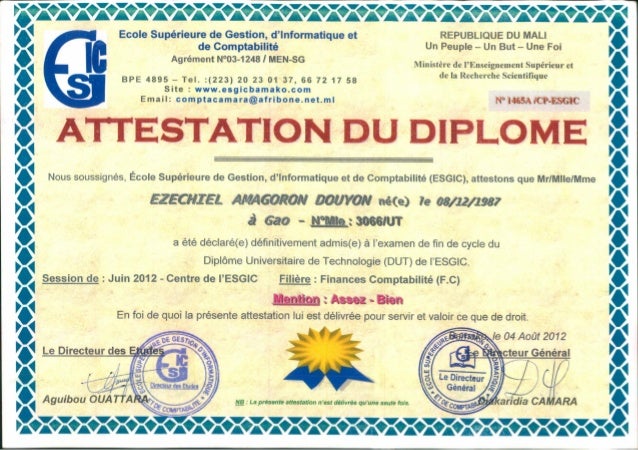 ESGIC
Ecole Supérieure de Gestion, d'Informatique et
de Comptabilité
Agrément N°03-1248 / MEN-SG
BPE 4895 – Tel. :(223) 20 23 01 37, 66 72 17 58
Site : www.esgicbamako.com
Email: comptacamara@afribone.net.ml
REPUBLIQUE DU MALI
Un Peuple – Un But – Une Foi
Ministère de l'Enseignement Supérieur et
de la Recherche Scientifique
N° 1465A /CP-ESGIC
ATTESTATION DU DIPLOME
Nous soussignés, École Supérieure de Gestion, d'Informatique et de Comptabilité (ESGIC), attestons que Mr/Mlle/Mme
EZECHIEL AMAGORON DOUYON né(e) le 08/12/1987
à Gao - N°Mle : 3066/UT
a été déclaré(e) définitivement admis(e) à l'examen de fin de cycle du
Diplôme Universitaire de Technologie (DUT) de l'ESGIC.
Session de : Juin 2012 - Centre de l'ESGIC Filière : Finances Comptabilité (F.C)
Mention : Assez - Bien
En foi de quoi la présente attestation lui est délivrée pour servir et valoir ce que de droit.
le 04 Août 2012
Le Directeur des Etudes
Le Directeur Général
Directeur des Etudes
Le Directeur
Général
Aguibou OUATTARA
NB : La présente attestation n'est délivrée qu'une seule fois.
Diakaridia CAMARA